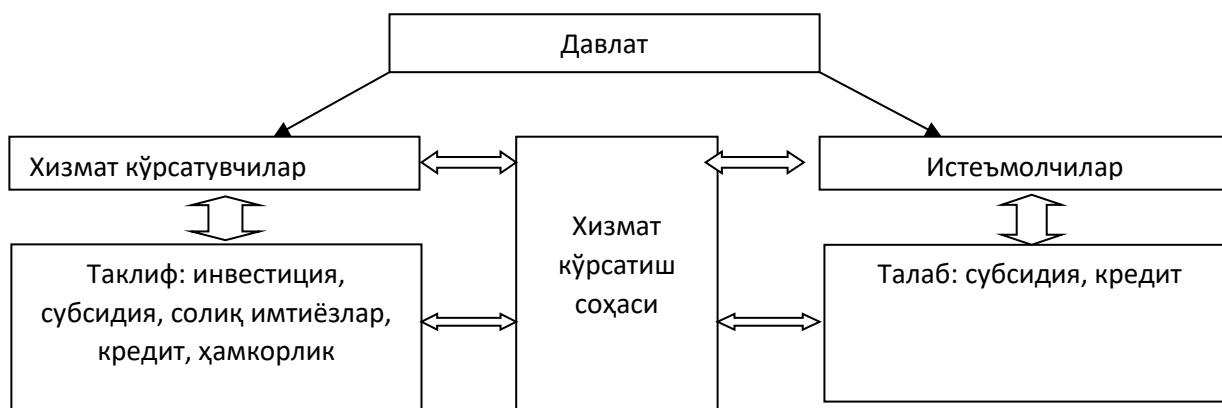 Давлат
Хизмат кўрсатувчилар
Истеъмолчилар
Хизмат
кўрсатиш
соҳаси
Таклиф: инвестиция,
субсидия, солиқ имтиёзлар,
кредит, ҳамкорлик
Талаб: субсидия, кредит